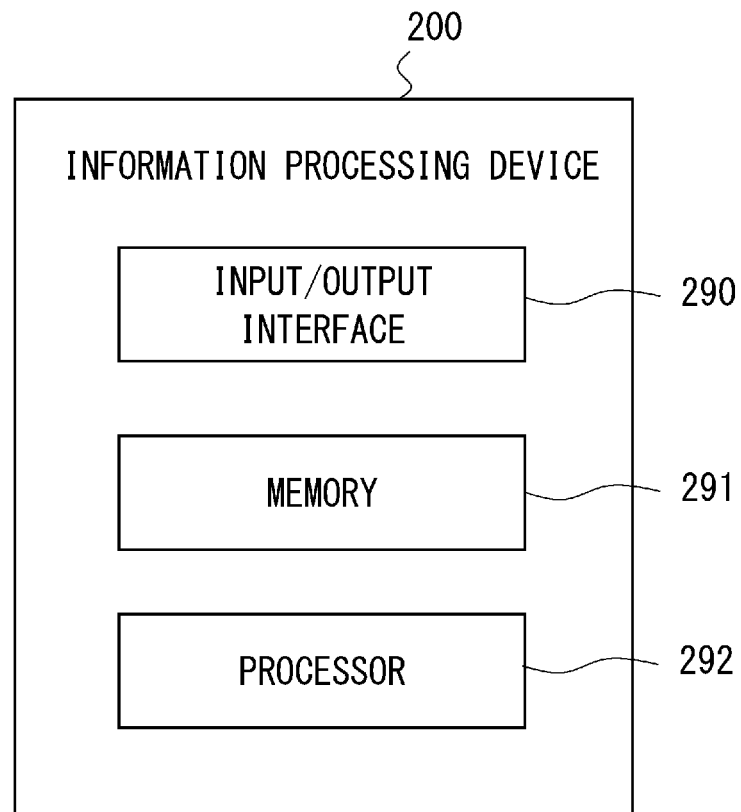 200
INFORMATION PROCESSING DEVICE
INPUT/OUTPUT
INTERFACE
290
MEMORY
291
PROCESSOR
292